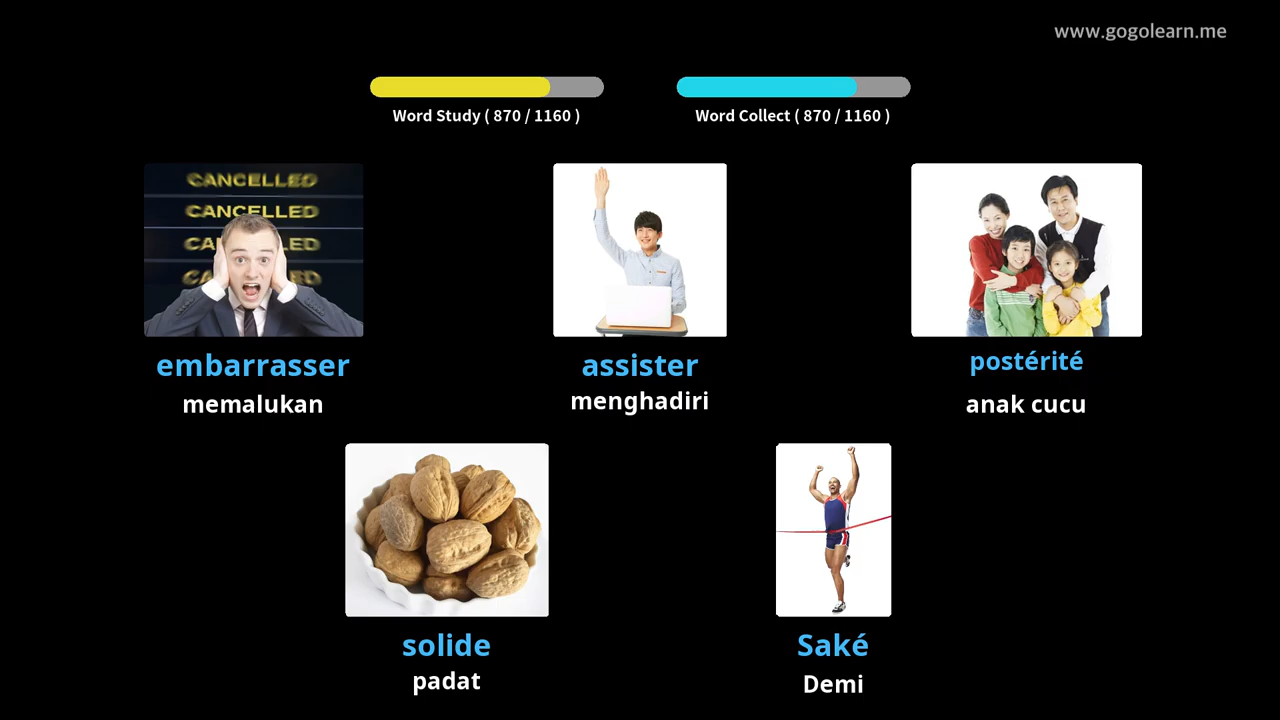 www.gogolearn.me
Word Study ( 870 / 1160 )
Word Collect ( 870 / 1160 )
CANCELLED
CANCELLED
embarrasser
memalukan
assister
menghadiri
postérité
anak cucu
solide
padat
Saké
Demi